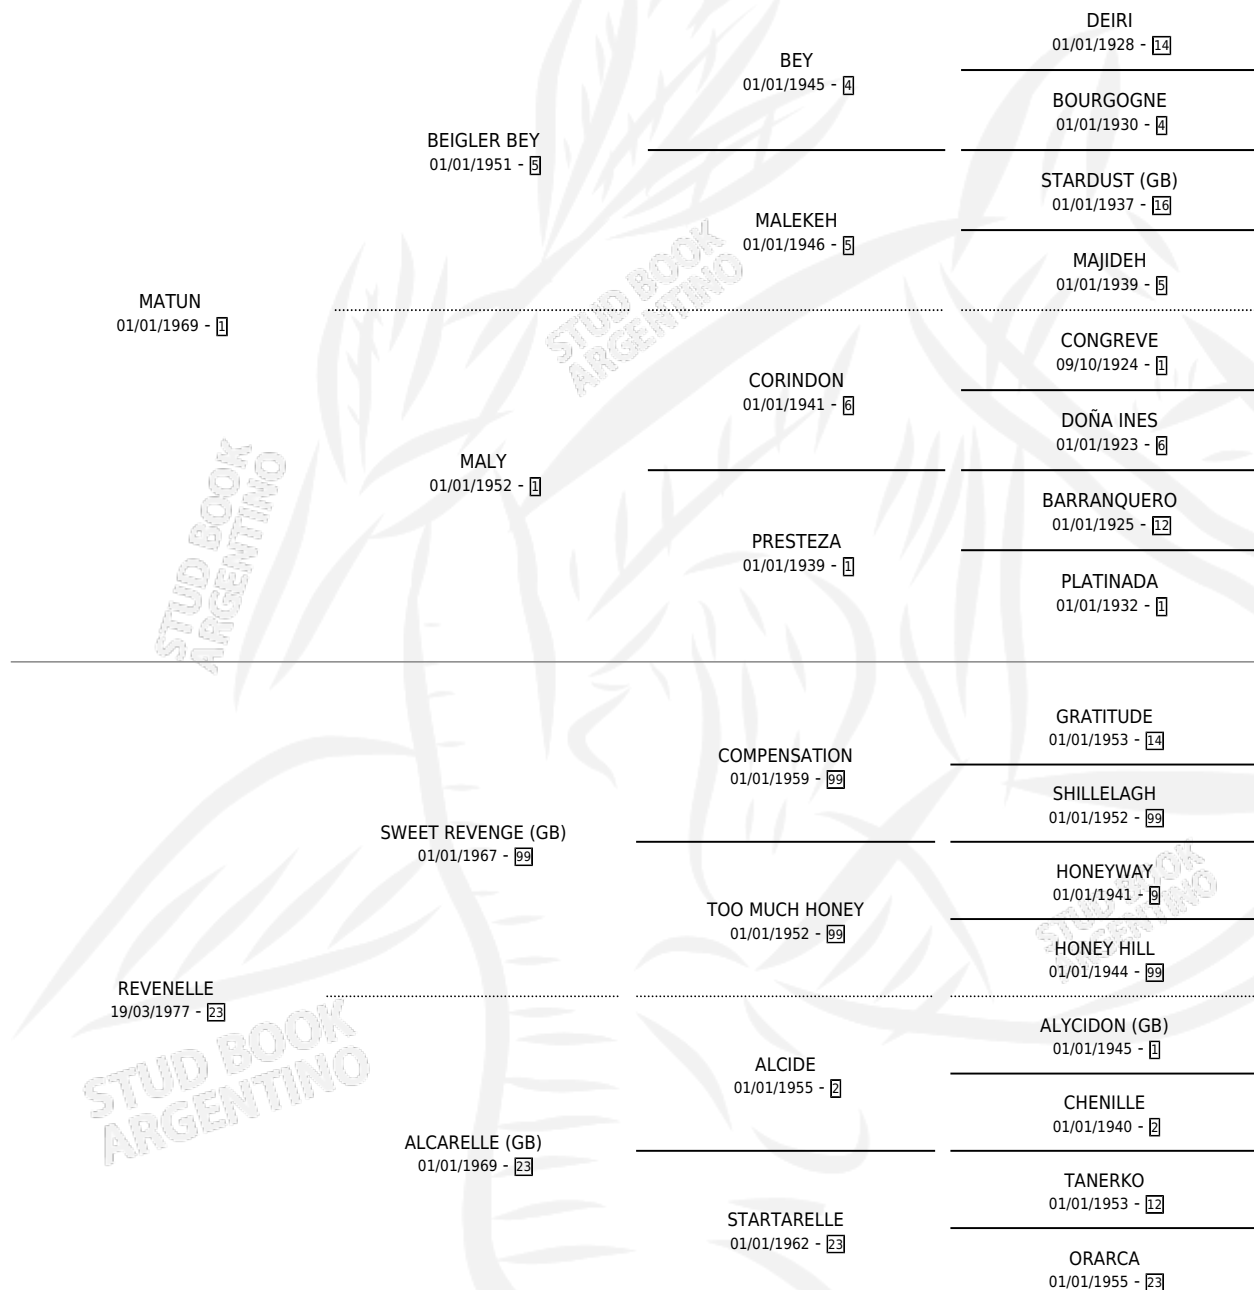 DEIRI
01/01/1928 - 14
BEY
01/01/1945 - 4
BOURGOGNE
01/01/1930 - 4
BEIGLER BEY
01/01/1951 - 5
STARDUST (GB)
01/01/1937 - 16
MALEKEH
01/01/1946 - 5
MAJIDEH
01/01/1939 - 5
MATUN
01/01/1969 - 1
STUD BOOK
ARGENTINO
CONGREVE
09/10/1924 - 1
CORINDON
01/01/1941 - 6
DOÑA INES
01/01/1923 - 6
MALY
01/01/1952 - 1
BARRANQUERO
01/01/1925 - 12
PRESTEZA
01/01/1939 - 1
PLATINADA
01/01/1932 - 1
STUD BOOK
ARGENTINO
GRATITUDE
01/01/1953 - 14
COMPENSATION
01/01/1959 - 99
SHILLELAGH
01/01/1952 - 99
SWEET REVENGE (GB)
01/01/1967 - 99
HONEYWAY
01/01/1941 - 9
TOO MUCH HONEY
01/01/1952 - 99
STUD BOOK
ARGENTINO
HONEY HILL
01/01/1944 - 99
REVENELLE
19/03/1977 - 23
STUD BOOK
ARGENTINO
ALYCIDON (GB)
01/01/1945 - 1
ALCIDE
01/01/1955 - 2
CHENILLE
01/01/1940 - 2
ALCARELLE (GB)
01/01/1969 - 23
TANERKO
01/01/1953 - 12
STARTARELLE
01/01/1962 - 23
ORARCA
01/01/1955 - 23